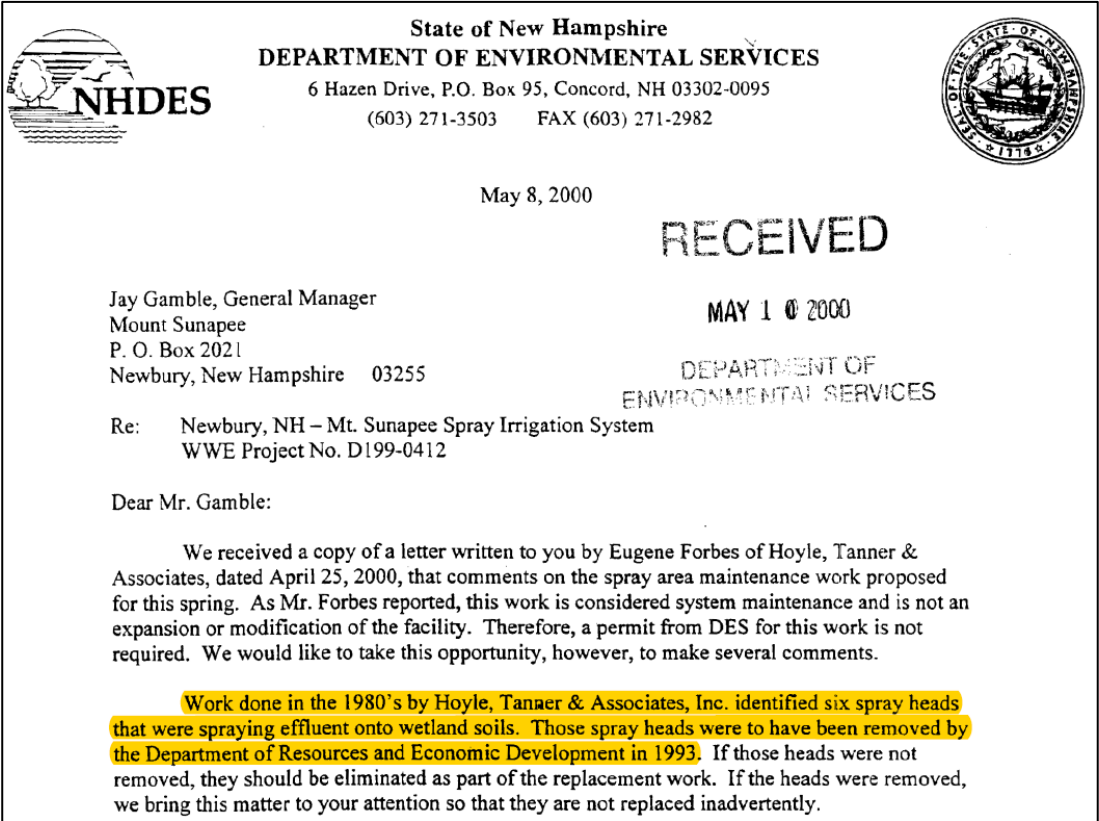 State of New Hampshire
DEPARTMENT OF ENVIRONMENTAL SERVICES
6 Hazen Drive, P.O. Box 95, Concord, NH 03302-0095
(603) 271-3503 FAX (603) 271-2982
NHDES
SEAL · OF · THE · STATE · OF · NEW HAMPSHIRE
1776
May 8, 2000
RECEIVED
MAY 10 2000
DEPARTMENT OF
ENVIRONMENTAL SERVICES
Jay Gamble, General Manager
Mount Sunapee
P. O. Box 2021
Newbury, New Hampshire 03255
Re: Newbury, NH – Mt. Sunapee Spray Irrigation System
WWE Project No. D199-0412
Dear Mr. Gamble:
We received a copy of a letter written to you by Eugene Forbes of Hoyle, Tanner &
Associates, dated April 25, 2000, that comments on the spray area maintenance work proposed
for this spring. As Mr. Forbes reported, this work is considered system maintenance and is not an
expansion or modification of the facility. Therefore, a permit from DES for this work is not
required. We would like to take this opportunity, however, to make several comments.
Work done in the 1980's by Hoyle, Tanner & Associates, Inc. identified six spray heads
that were spraying effluent onto wetland soils. Those spray heads were to have been removed by
the Department of Resources and Economic Development in 1993. If those heads were not
removed, they should be eliminated as part of the replacement work. If the heads were removed,
we bring this matter to your attention so that they are not replaced inadvertently.